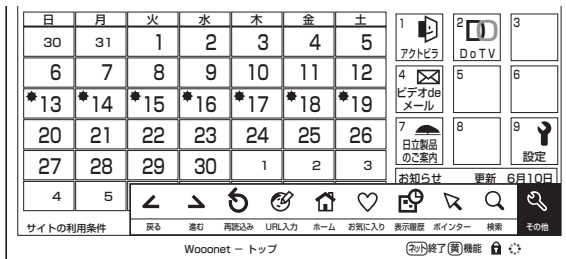 日 月 火 水 木 金 土
30 31 1 2 3 4 5
6 7 8 9 10 11 12
13 14 15 16 17 18 19
20 21 22 23 24 25 26
27 28 29 30 1 2 3
4 5
サイトの利用条件
1 アクトビラ
2 DoTV
3
4 ビデオde
メール
5
6
7 日立製品
のご案内
8
9 設定
お知らせ 更新 6月10日
戻る 進む 再読込み URL入力 ホーム お気に入り 表示履歴 ポインター 検索 その他
Wooonet − トップ
ネット終了 黄機能